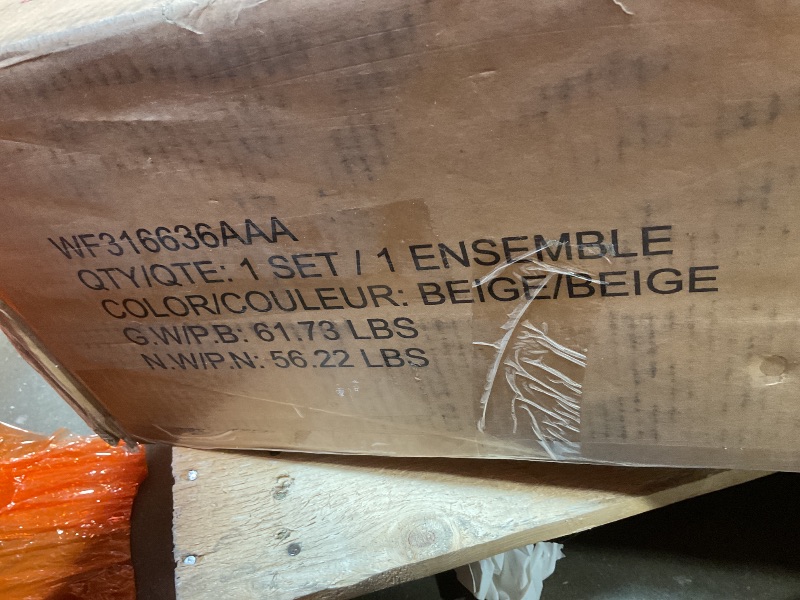 WF316636AAA
QTY/QTE: 1 SET / 1 ENSEMBLE
COLOR/COULEUR: BEIGE/BEIGE
G.W/P.B: 61.73 LBS
N.W/P.N: 56.22 LBS